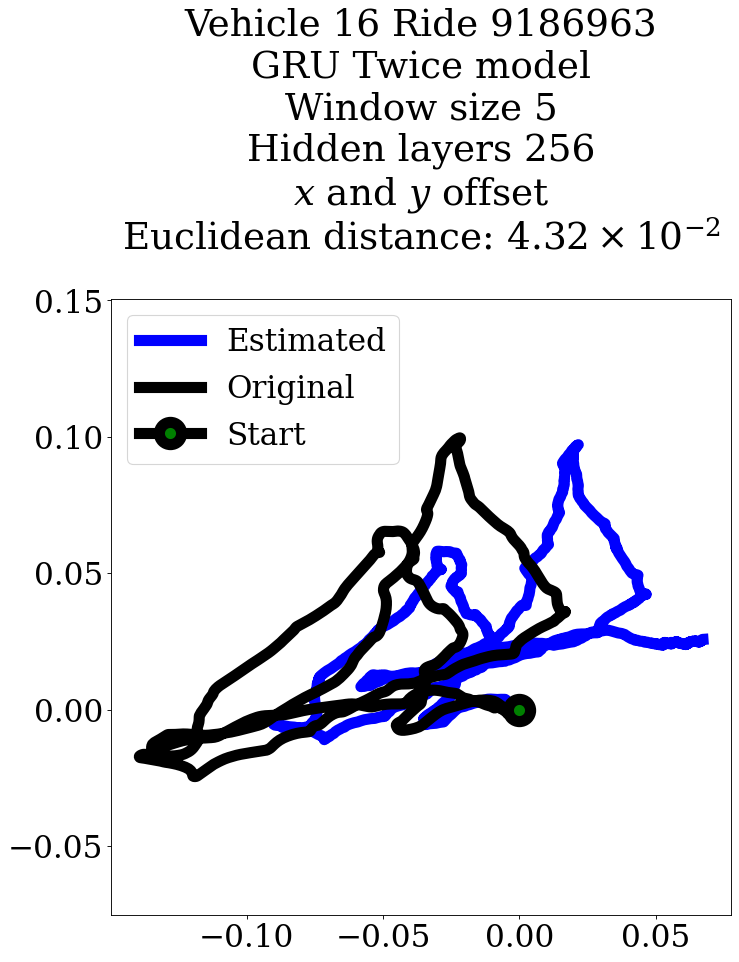 Vehicle 16 Ride 9186963
GRU Twice model
Window size 5
Hidden layers 256
x and y offset
Euclidean distance: 4.32 × 10⁻²
0.15
0.10
0.05
0.00
−0.05
Estimated
Original
Start
−0.10 −0.05 0.00 0.05